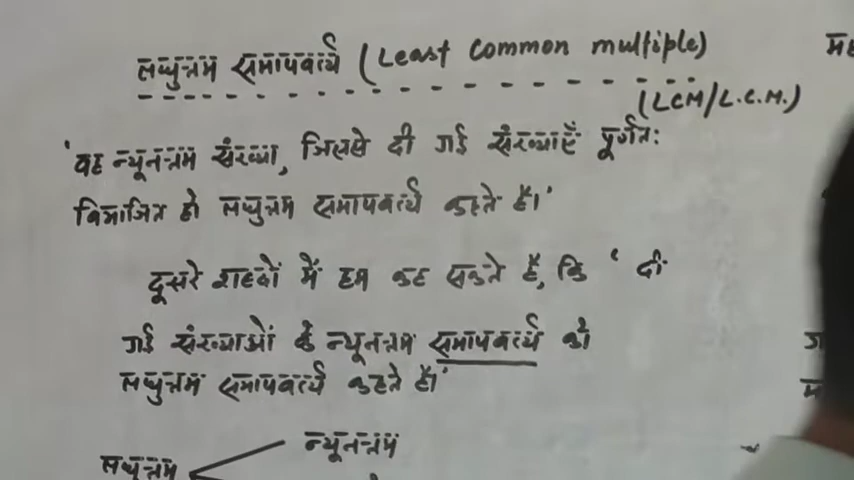 लघुत्तम समापवर्त्य (Least common multiple)
(LCM/L.C.M.)
'वह न्यूनतम संख्या, जिससे दी गई संख्याएँ पूर्णतः
विभाजित हो लघुत्तम समापवर्त्य कहते हैं।'
दूसरे शब्दों में हम कह सकते हैं, कि ' दी
गई संख्याओं के न्यूनतम समापवर्त्य को
लघुत्तम समापवर्त्य कहते हैं।'
लघुत्तम
न्यूनतम